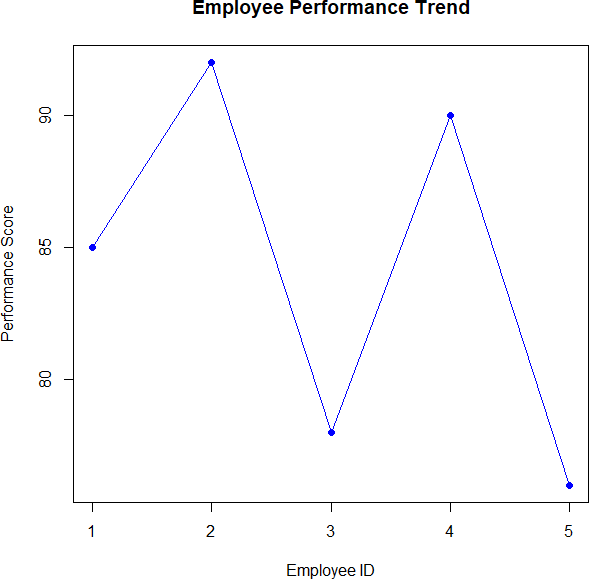 Employee Performance Trend
90
85
80
Performance Score
1 2 3 4 5
Employee ID